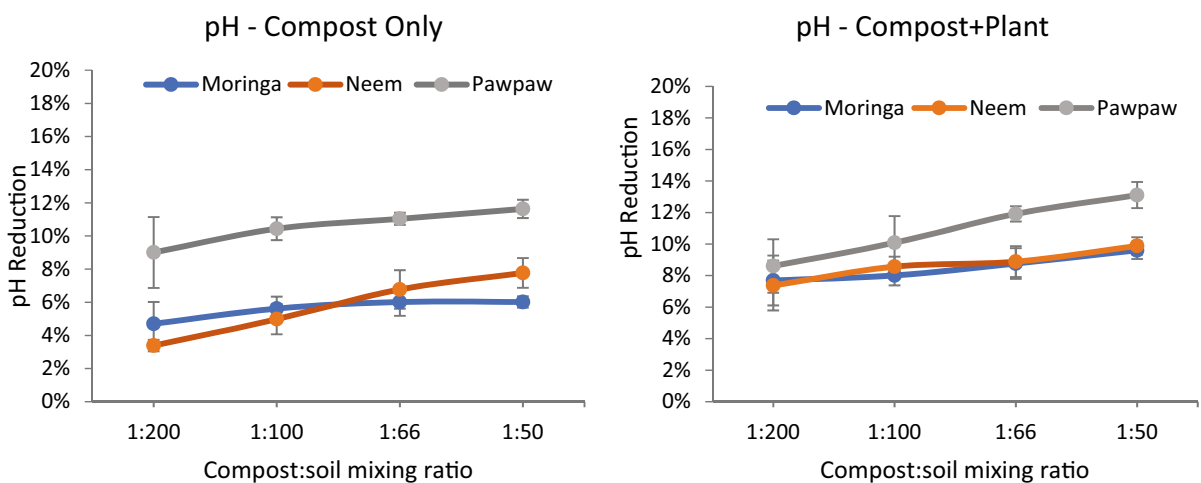 pH - Compost Only
20%
18%
16%
14%
12%
10%
8%
6%
4%
2%
0%
pH Reduction
Moringa Neem Pawpaw
1:200 1:100 1:66 1:50
Compost:soil mixing ratio
pH - Compost+Plant
20%
18%
16%
14%
12%
10%
8%
6%
4%
2%
0%
pH Reduction
Moringa Neem Pawpaw
1:200 1:100 1:66 1:50
Compost:soil mixing ratio